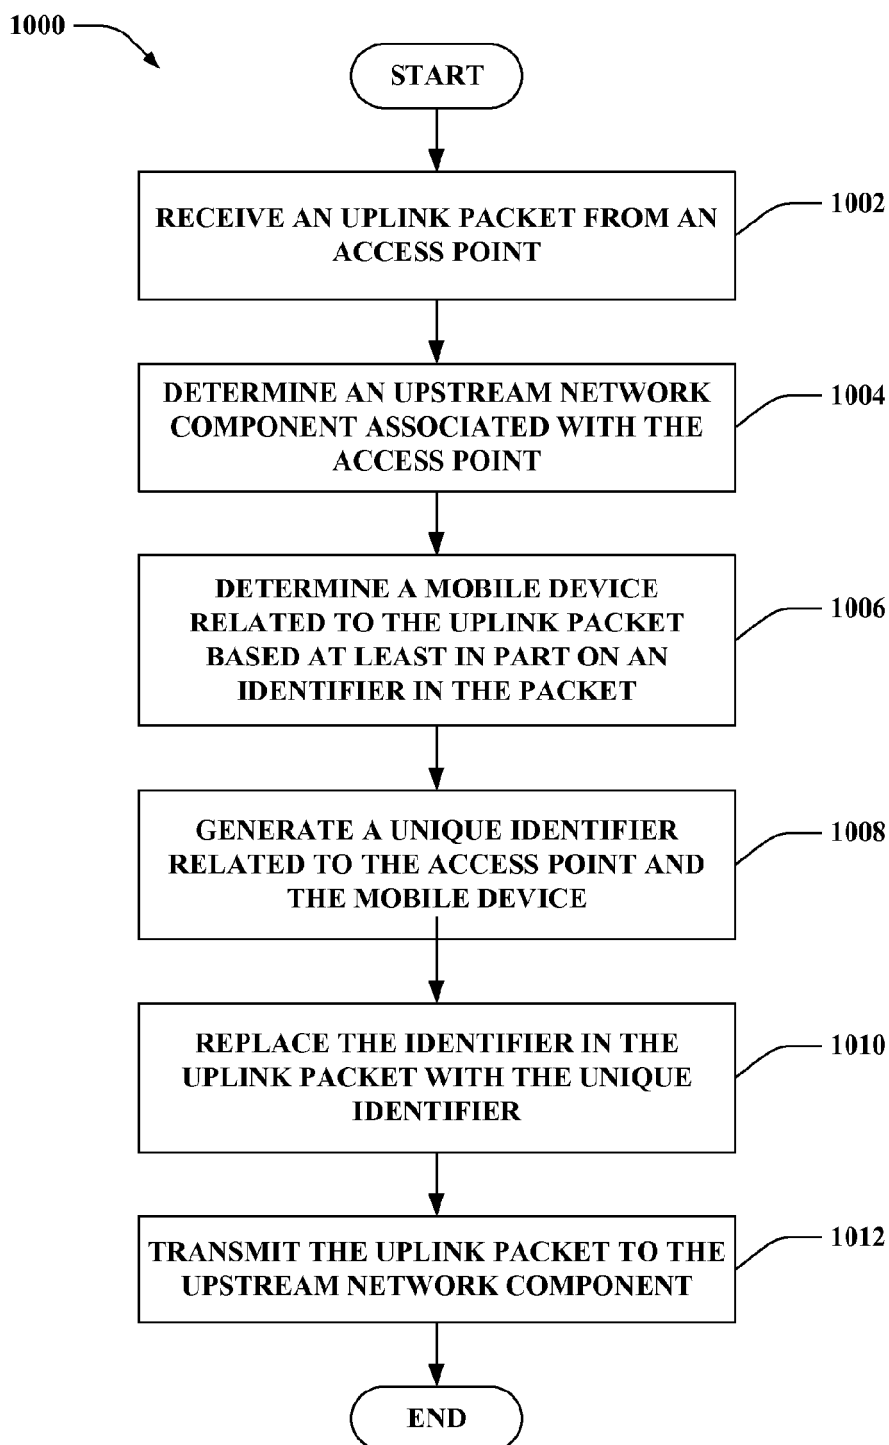 1000
START
RECEIVE AN UPLINK PACKET FROM AN
ACCESS POINT
1002
DETERMINE AN UPSTREAM NETWORK
COMPONENT ASSOCIATED WITH THE
ACCESS POINT
1004
DETERMINE A MOBILE DEVICE
RELATED TO THE UPLINK PACKET
BASED AT LEAST IN PART ON AN
IDENTIFIER IN THE PACKET
1006
GENERATE A UNIQUE IDENTIFIER
RELATED TO THE ACCESS POINT AND
THE MOBILE DEVICE
1008
REPLACE THE IDENTIFIER IN THE
UPLINK PACKET WITH THE UNIQUE
IDENTIFIER
1010
TRANSMIT THE UPLINK PACKET TO THE
UPSTREAM NETWORK COMPONENT
1012
END